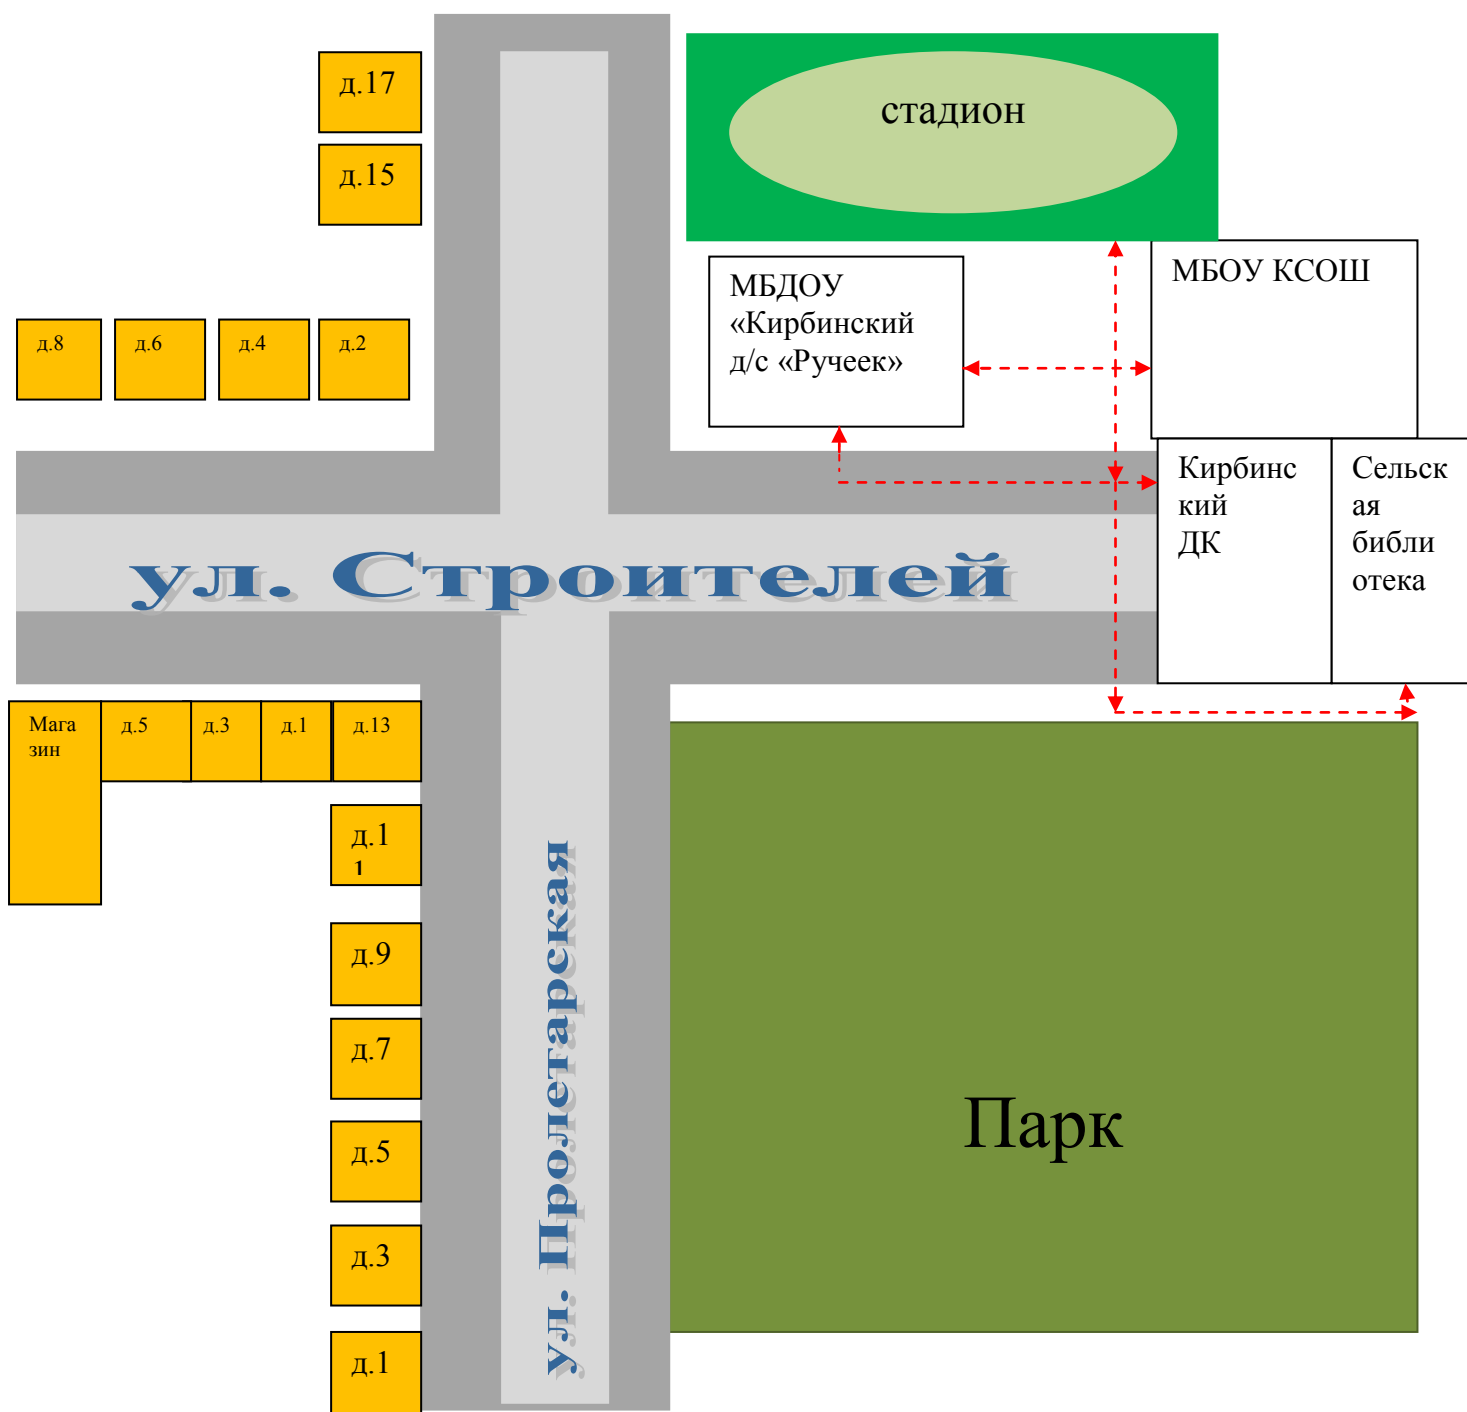 д.17
стадион
д.15
МБОУ КСОШ
МБДОУ
«Кирбинский
д/с «Ручеек»
д.8
д.6
д.4
д.2
Кирбинс
кий
ДК
Сельск
ая
библи
отека
ул. Строителей
Мага
зин
д.5
д.3
д.1
д.13
д.1
1
д.9
д.7
д.5
д.3
д.1
ул. Пролетарская
Парк